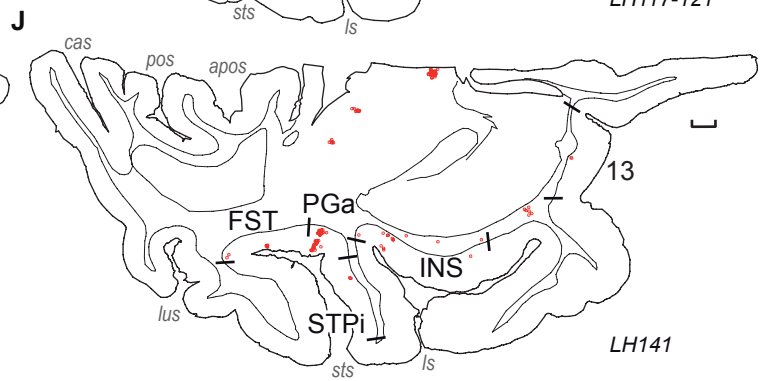 sts
ls
LH117-121
J
cas
pos
apos
13
PGa
FST
INS
STPi
lus
sts
ls
LH141